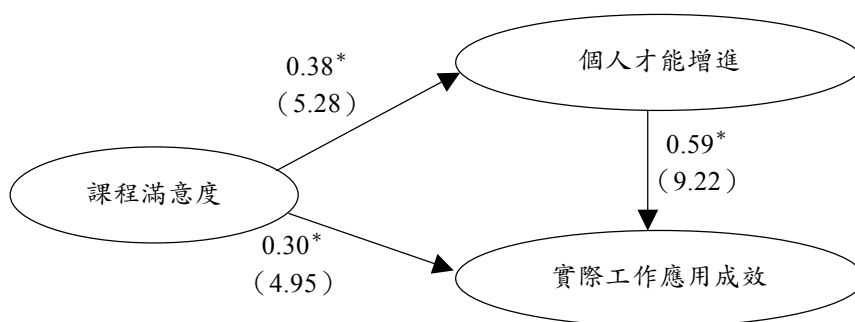 個人才能增進
0.38*
（5.28）
0.59*
（9.22）
課程滿意度
0.30*
（4.95）
實際工作應用成效